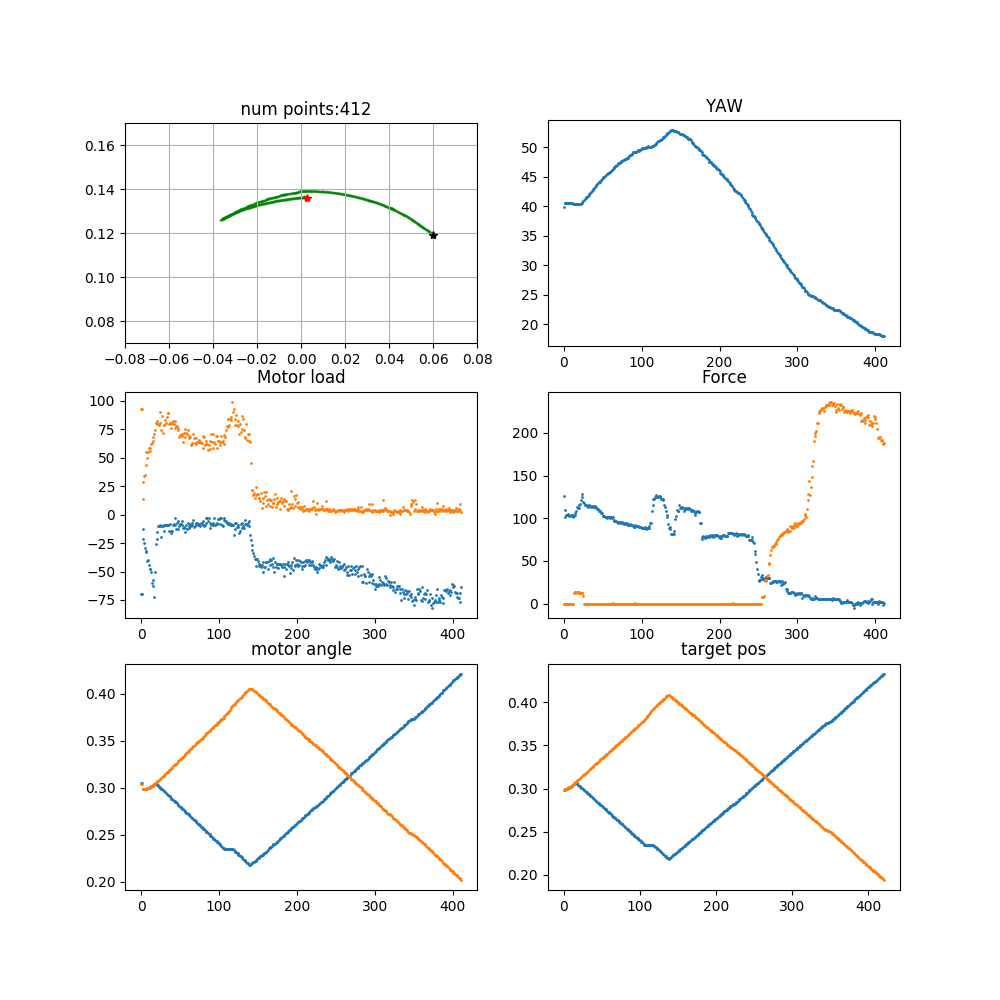 num points:412
0.16
0.14
0.12
0.10
0.08
−0.08 −0.06 −0.04 −0.02 0.00 0.02 0.04 0.06 0.08
YAW
50
45
40
35
30
25
20
0 100 200 300 400
Motor load
100
75
50
25
0
−25
−50
−75
0 100 200 300 400
Force
200
150
100
50
0
0 100 200 300 400
motor angle
0.40
0.35
0.30
0.25
0.20
0 100 200 300 400
target pos
0.40
0.35
0.30
0.25
0.20
0 100 200 300 400